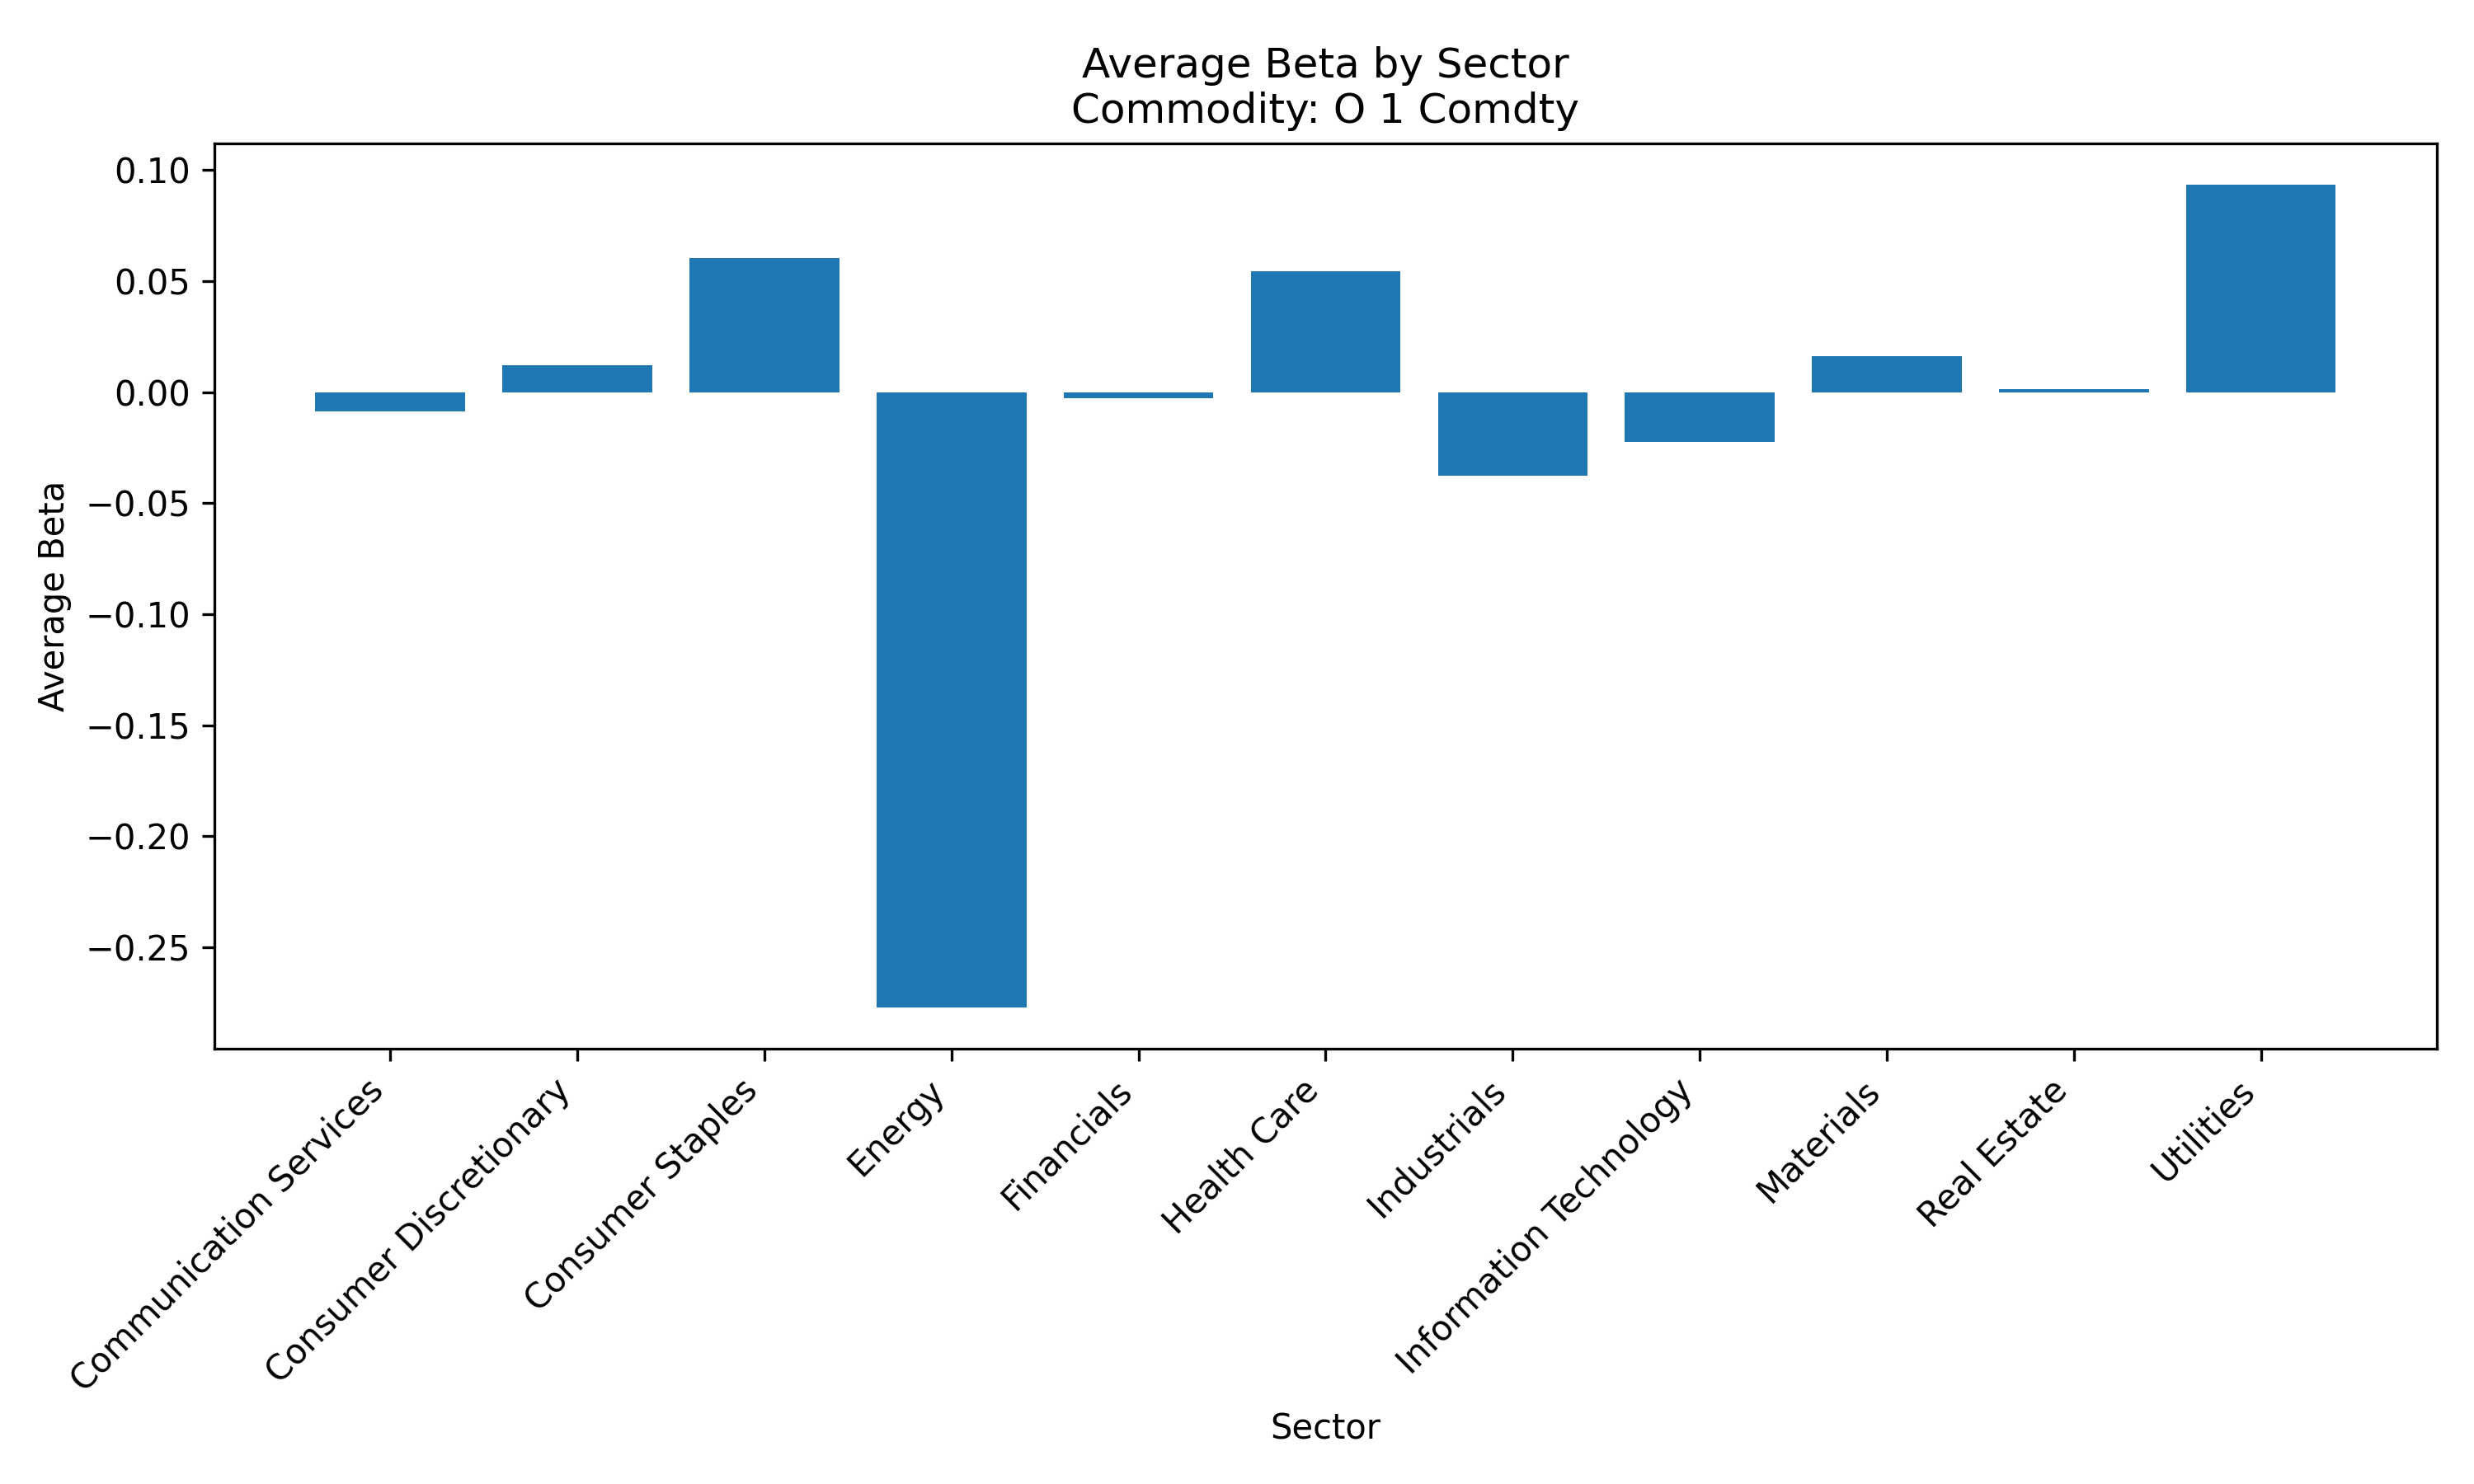 Average Beta by Sector
Commodity: O 1 Comdty
0.10
0.05
0.00
−0.05
−0.10
−0.15
−0.20
−0.25
Average Beta
Communication Services
Consumer Discretionary
Consumer Staples
Energy
Financials
Health Care
Industrials
Information Technology
Materials
Real Estate
Utilities
Sector